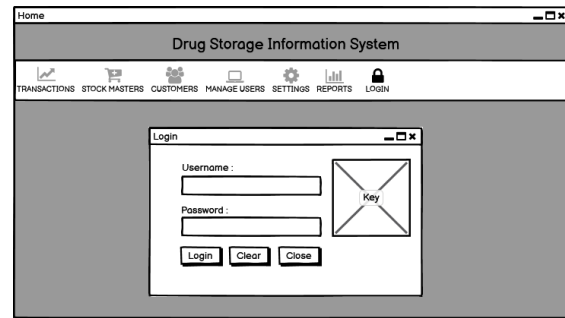 Home
Drug Storage Information System
TRANSACTIONS STOCK MASTERS CUSTOMERS MANAGE USERS SETTINGS REPORTS LOGIN
Login
Username :
Key
Password :
Login Clear Close